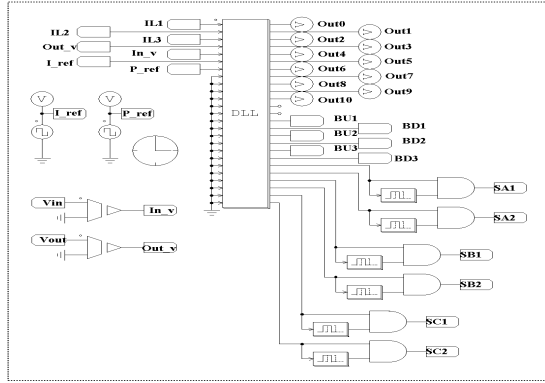 IL1
IL2
Out0
Out1
IL3
Out2
Out_v
Out3
In_v
Out4
I_ref
Out5
P_ref
Out6
Out7
Out8
Out9
Out10
V
V
DLL
BU1
I_ref
P_ref
BD1
BU2
BD2
BU3
BD3
SA1
Vin
In_v
SA2
Vout
Out_v
SB1
SB2
SC1
SC2